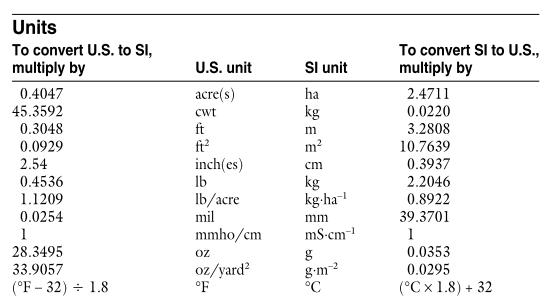 Units
To convert U.S. to SI, To convert SI to U.S.,
multiply by U.S. unit SI unit multiply by
0.4047 acre(s) ha 2.4711
45.3592 cwt kg 0.0220
0.3048 ft m 3.2808
0.0929 ft² m² 10.7639
2.54 inch(es) cm 0.3937
0.4536 lb kg 2.2046
1.1209 lb/acre kg·ha⁻¹ 0.8922
0.0254 mil mm 39.3701
1 mmho/cm mS·cm⁻¹ 1
28.3495 oz g 0.0353
33.9057 oz/yard² g·m⁻² 0.0295
(°F – 32) ÷ 1.8 °F °C (°C × 1.8) + 32